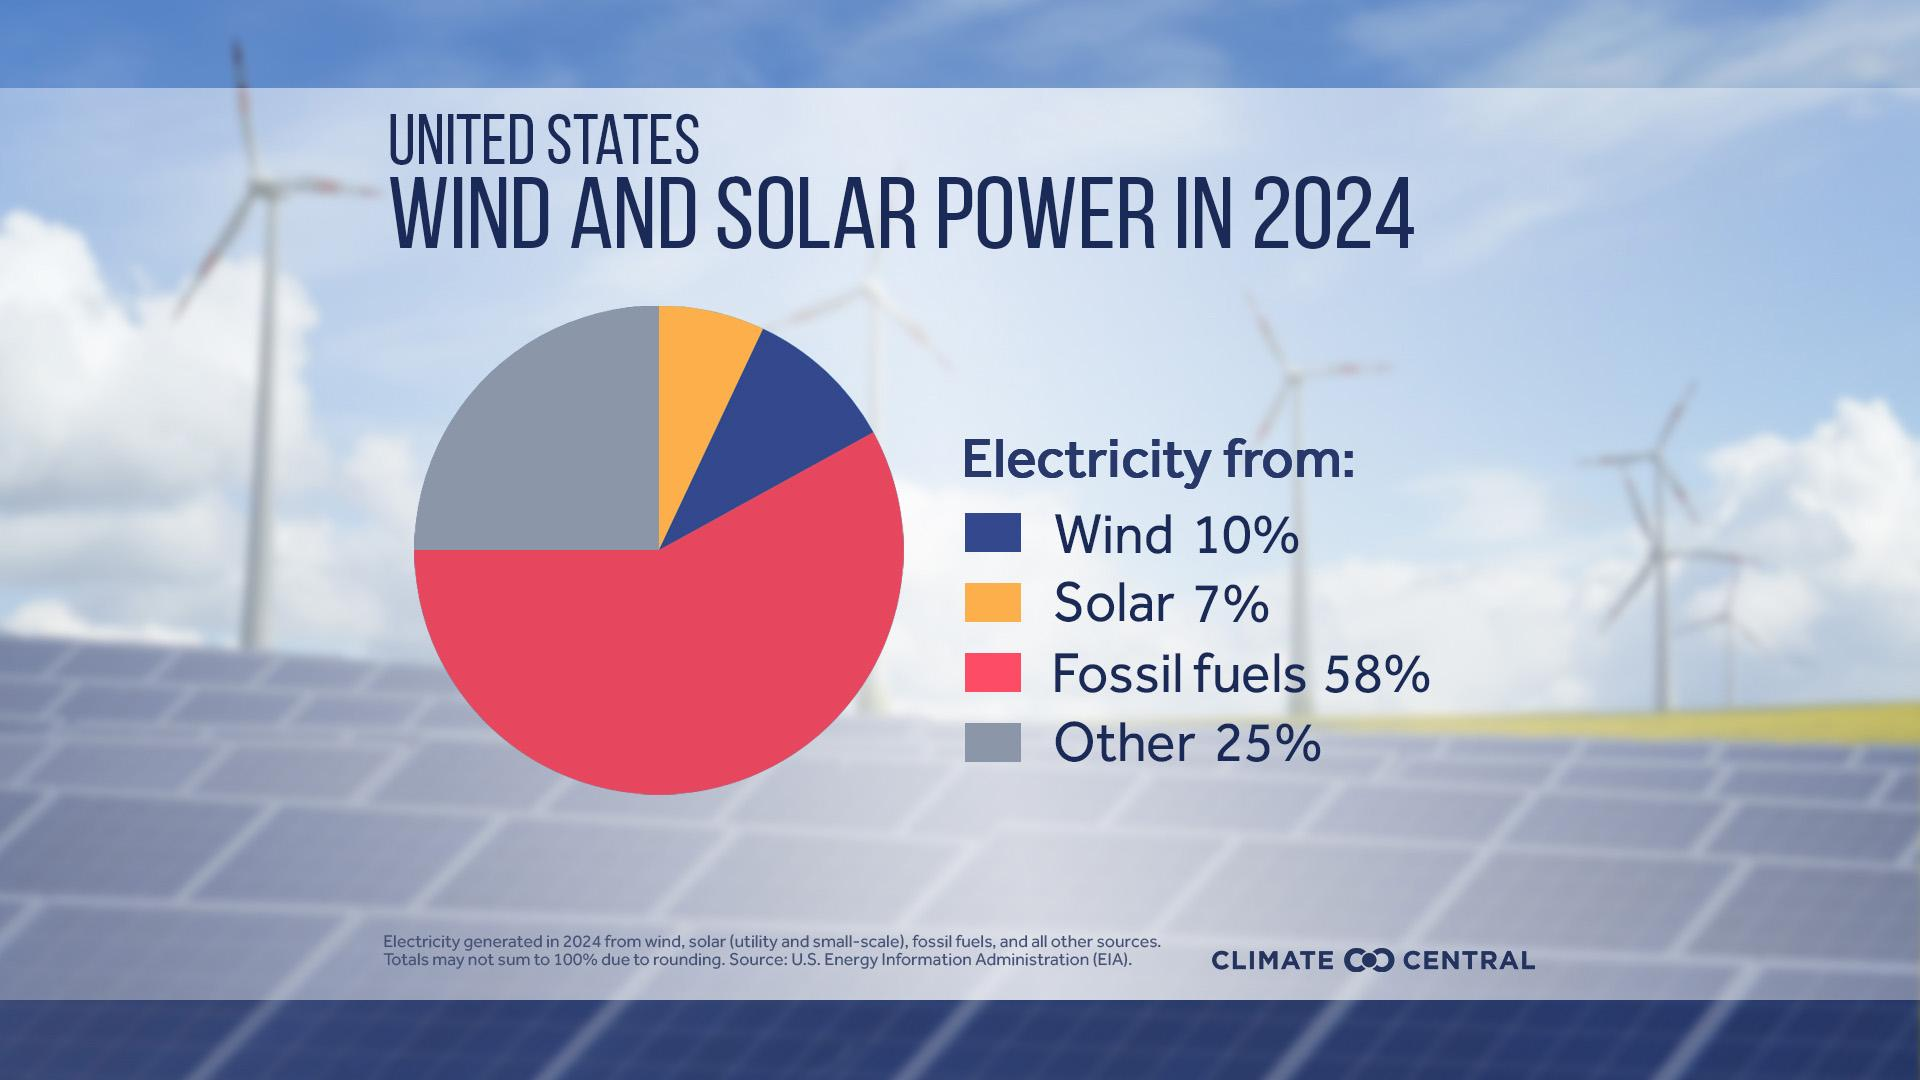 UNITED STATES
WIND AND SOLAR POWER IN 2024
Electricity from:
Wind 10%
Solar 7%
Fossil fuels 58%
Other 25%
Electricity generated in 2024 from wind, solar (utility and small-scale), fossil fuels, and all other sources.
Totals may not sum to 100% due to rounding. Source: U.S. Energy Information Administration (EIA).
CLIMATE CENTRAL